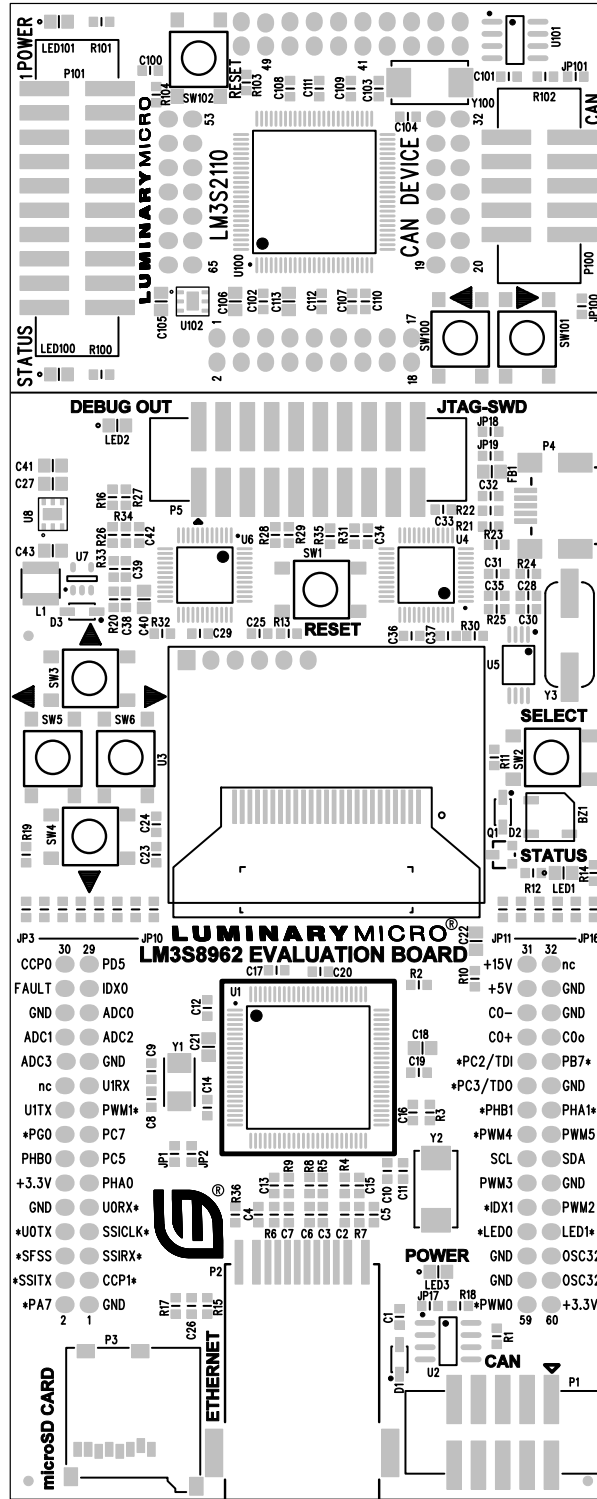 1
POWER
LED101
R101
P101
C100
R104
SW102
RESET
R103
49
C108
C111
C109
41
C103
Y100
C101
R102
JP101
U101
CAN
LUMINARYMICRO
53
LM3S2110
U100
65
CAN DEVICE
C104
32
19
20
P100
STATUS
LED100
R100
C105
U102
C106
C102
C113
C112
C107
C110
1
2
17
18
SW100
SW101
JP100
DEBUG OUT
LED2
JTAG-SWD
JP18
JP19
P4
FB1
C41
C27
U8
C43
U7
L1
D3
R16
R27
R34
R26
C42
R33
C39
R20
C38
C40
P5
U6
R28
R29
SW1
R35
R31
C34
U4
C33
R22
R21
C32
R23
C31
R24
C35
C28
R25
C30
R32
C29
C25
R13
RESET
C36
C37
R30
U5
Y3
SW3
SW5
SW6
U3
SW4
R19
C24
C23
SELECT
R11
SW2
Q1
D2
BZ1
STATUS
R12
LED1
R14
LUMINARYMICRO®
LM3S8962 EVALUATION BOARD
C22
R10
JP3
JP10
JP11
JP16
30 29
CCP0 PD5
FAULT IDX0
GND ADC0
ADC1 ADC2
ADC3 GND
nc U1RX
U1TX PWM1*
*PG0 PC7
PHB0 PC5
+3.3V PHA0
GND U0RX*
*U0TX SSICLK*
*SFSS SSIRX*
*SSITX CCP1*
*PA7 GND
2 1
31 32
+15V nc
+5V GND
C0- GND
C0+ C0o
*PC2/TDI PB7*
*PC3/TDO GND
*PHB1 PHA1*
*PWM4 PWM5
SCL SDA
PWM3 GND
*IDX1 PWM2
*LED0 LED1*
GND OSC32
GND OSC32
*PWM0 +3.3V
59 60
C17
C20
R2
U1
C12
C21
Y1
C9
C14
C8
C18
C19
C16
R3
Y2
JP1
JP2
®
R36
C13
R9
R8
R5
R4
C15
C10
C11
C4
C5
R6
C7
C6
C3
C2
R7
P2
POWER
LED3
JP17
R18
R17
R15
C26
C1
D1
U2
R1
CAN
P1
P3
microSD CARD
ETHERNET